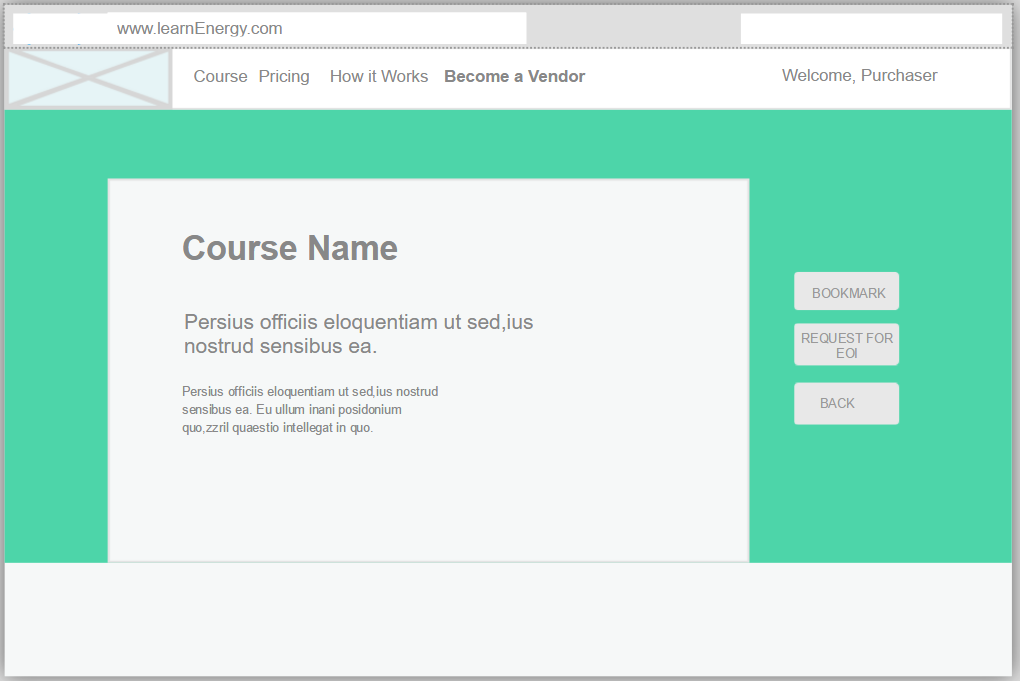 www.learnEnergy.com
Course Pricing How it Works Become a Vendor Welcome, Purchaser
Course Name
Persius officiis eloquentiam ut sed,ius
nostrud sensibus ea.
Persius officiis eloquentiam ut sed,ius nostrud
sensibus ea. Eu ullum inani posidonium
quo,zzril quaestio intellegat in quo.
BOOKMARK
REQUEST FOR
EOI
BACK